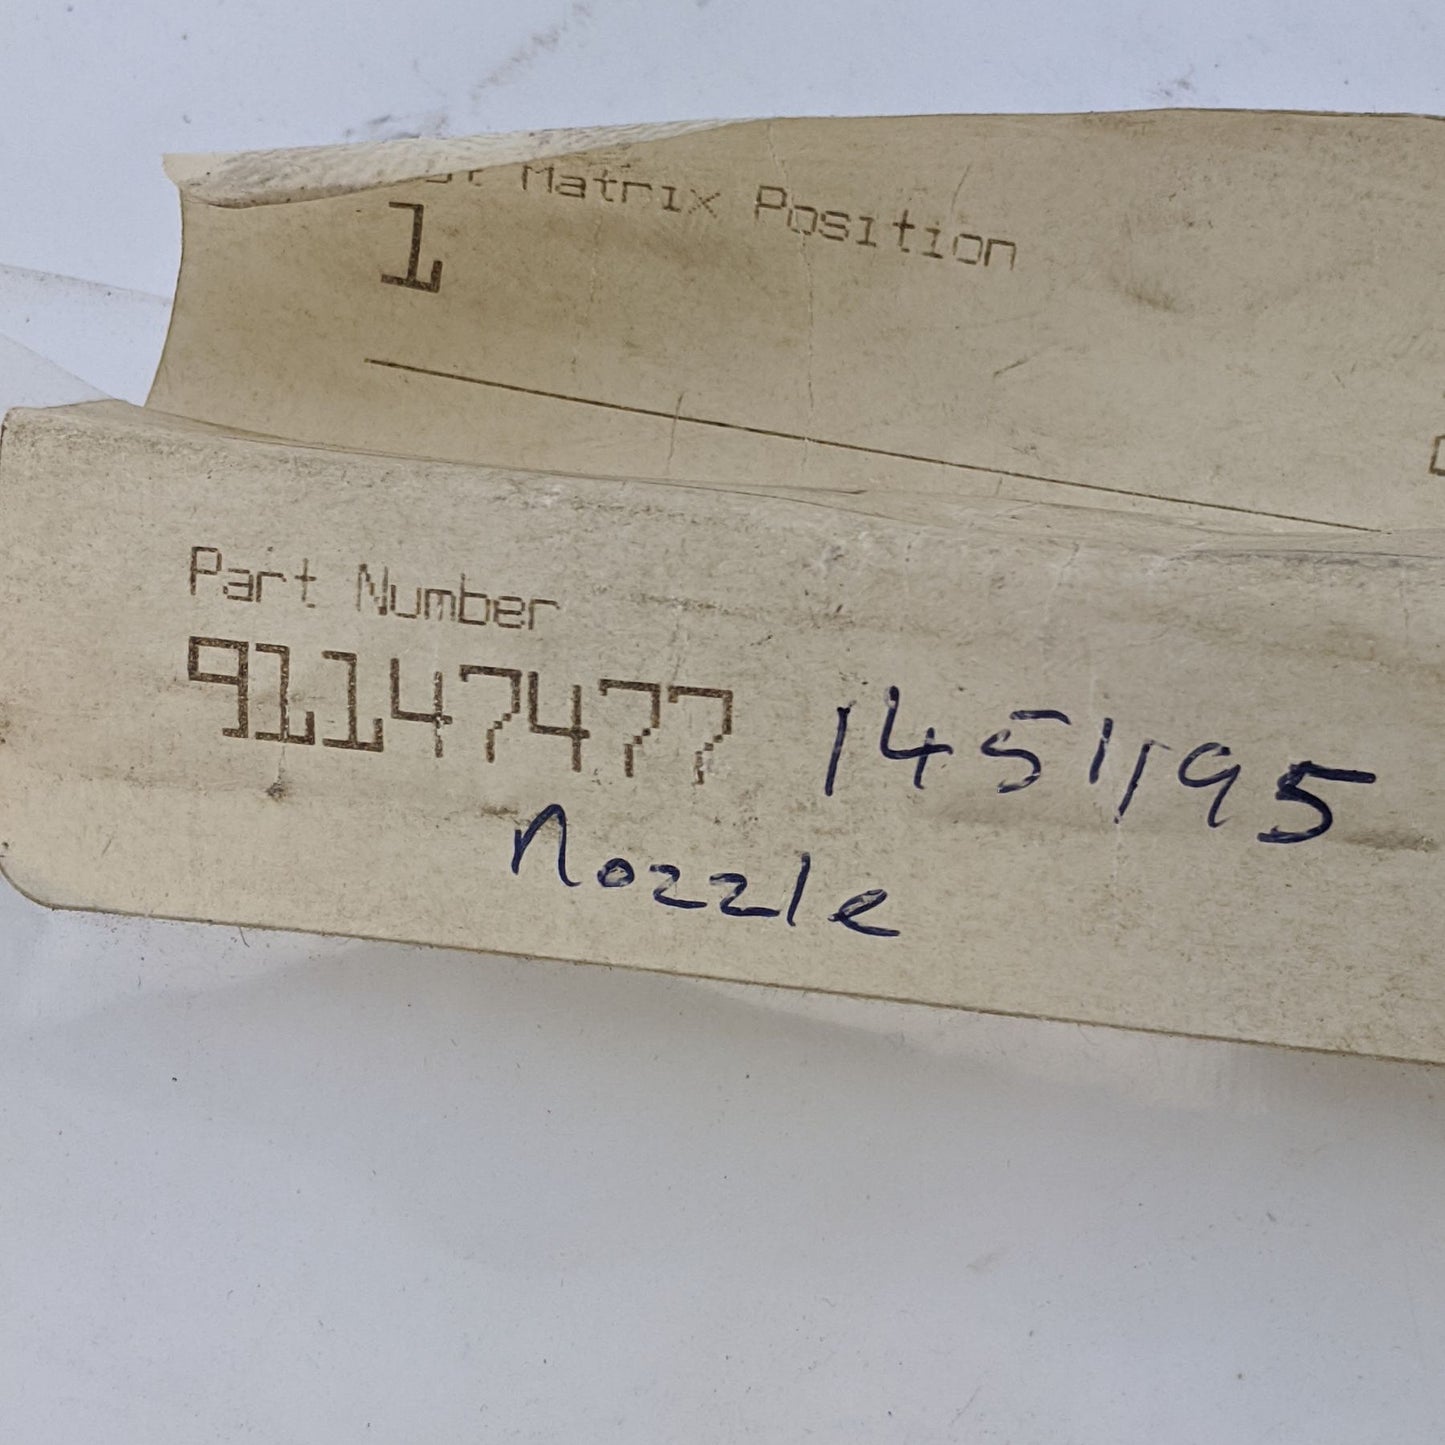 Matrix Position
1
Part Number
91147477 1451195
Nozzle